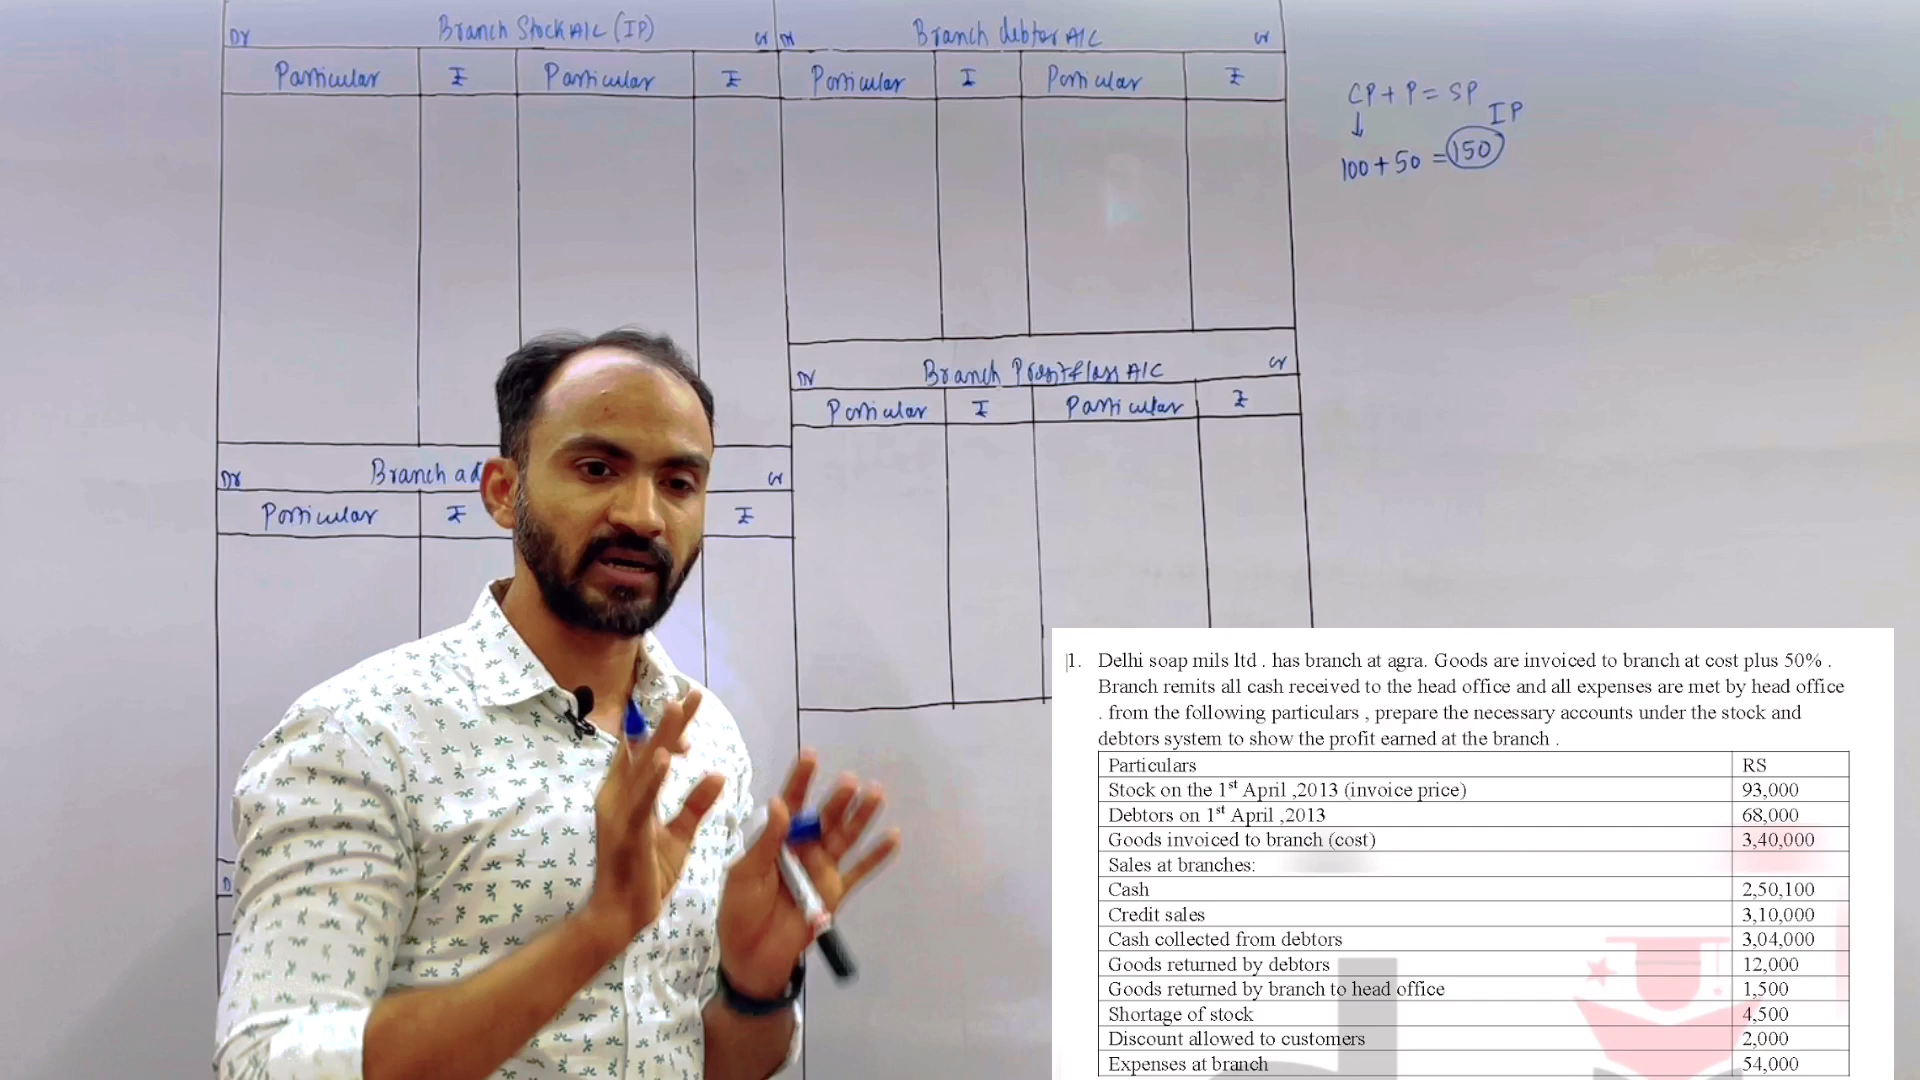 Dr Branch Stock A/C (IP) Cr
Particular ₹ Particular ₹
Dr Branch debtor A/C Cr
Particular ₹ Particular ₹
CP + P = SP
IP
100 + 50 = 150
Dr Branch Profit & loss A/C Cr
Particular ₹ Particular ₹
Dr Branch ad Cr
Particular ₹ ₹
D
1. Delhi soap mils ltd . has branch at agra. Goods are invoiced to branch at cost plus 50% .
Branch remits all cash received to the head office and all expenses are met by head office
. from the following particulars , prepare the necessary accounts under the stock and
debtors system to show the profit earned at the branch .
Particulars RS
Stock on the 1st April ,2013 (invoice price) 93,000
Debtors on 1st April ,2013 68,000
Goods invoiced to branch (cost) 3,40,000
Sales at branches:
Cash 2,50,100
Credit sales 3,10,000
Cash collected from debtors 3,04,000
Goods returned by debtors 12,000
Goods returned by branch to head office 1,500
Shortage of stock 4,500
Discount allowed to customers 2,000
Expenses at branch 54,000